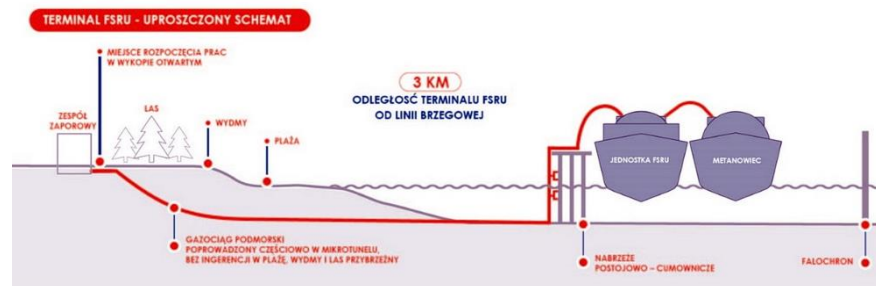 TERMINAL FSRU - UPROSZCZONY SCHEMAT
MIEJSCE ROZPOCZĘCIA PRAC
W WYKOPIE OTWARTYM
3 KM
ODLEGŁOŚĆ TERMINALU FSRU
OD LINII BRZEGOWEJ
ZESPÓŁ
ZAPOROWY
LAS
WYDMY
PLAŻA
JEDNOSTKA FSRU
METANOWIEC
GAZOCIĄG PODMORSKI
POPROWADZONY CZĘŚCIOWO W MIKROTUNELU,
BEZ INGERENCJI W PLAŻĘ, WYDMY I LAS PRZYBRZEŻNY
NABRZEŻE
POSTOJOWO – CUMOWNICZE
FALOCHRON